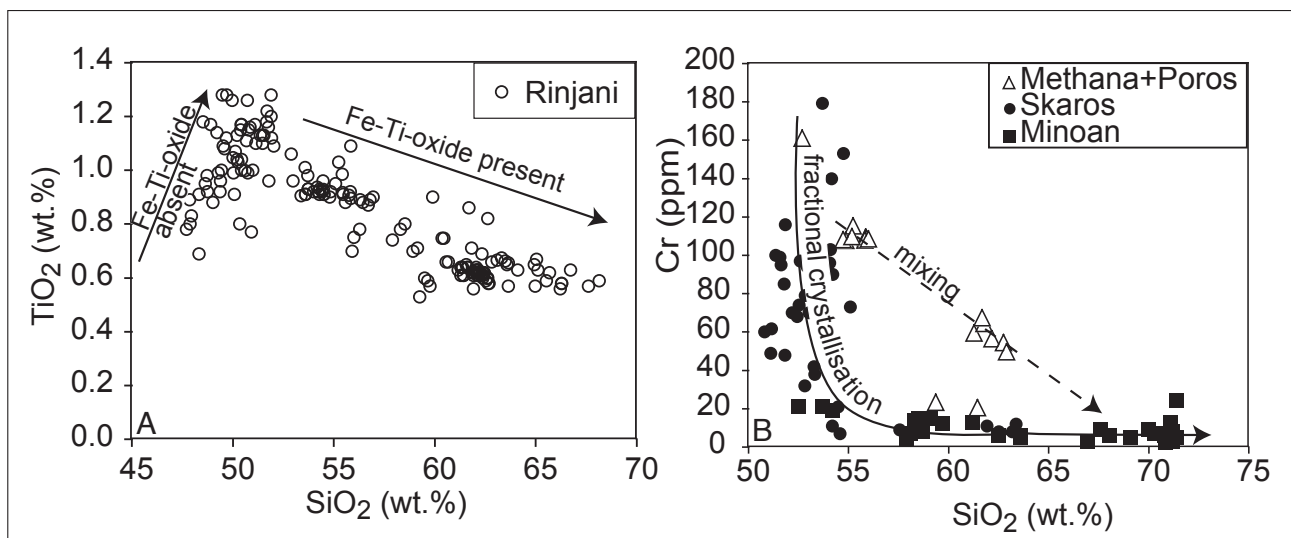 1.4
1.2
1.0
0.8
0.6
0.4
0.2
0.0
TiO2 (wt.%)
Rinjani
Fe-Ti-oxide
absent
Fe-Ti-oxide present
A
45 50 55 60 65 70
SiO2 (wt.%)
200
180
160
140
120
100
80
60
40
20
0
Cr (ppm)
Methana+Poros
Skaros
Minoan
fractional crystallisation
mixing
B
50 55 60 65 70 75
SiO2 (wt.%)